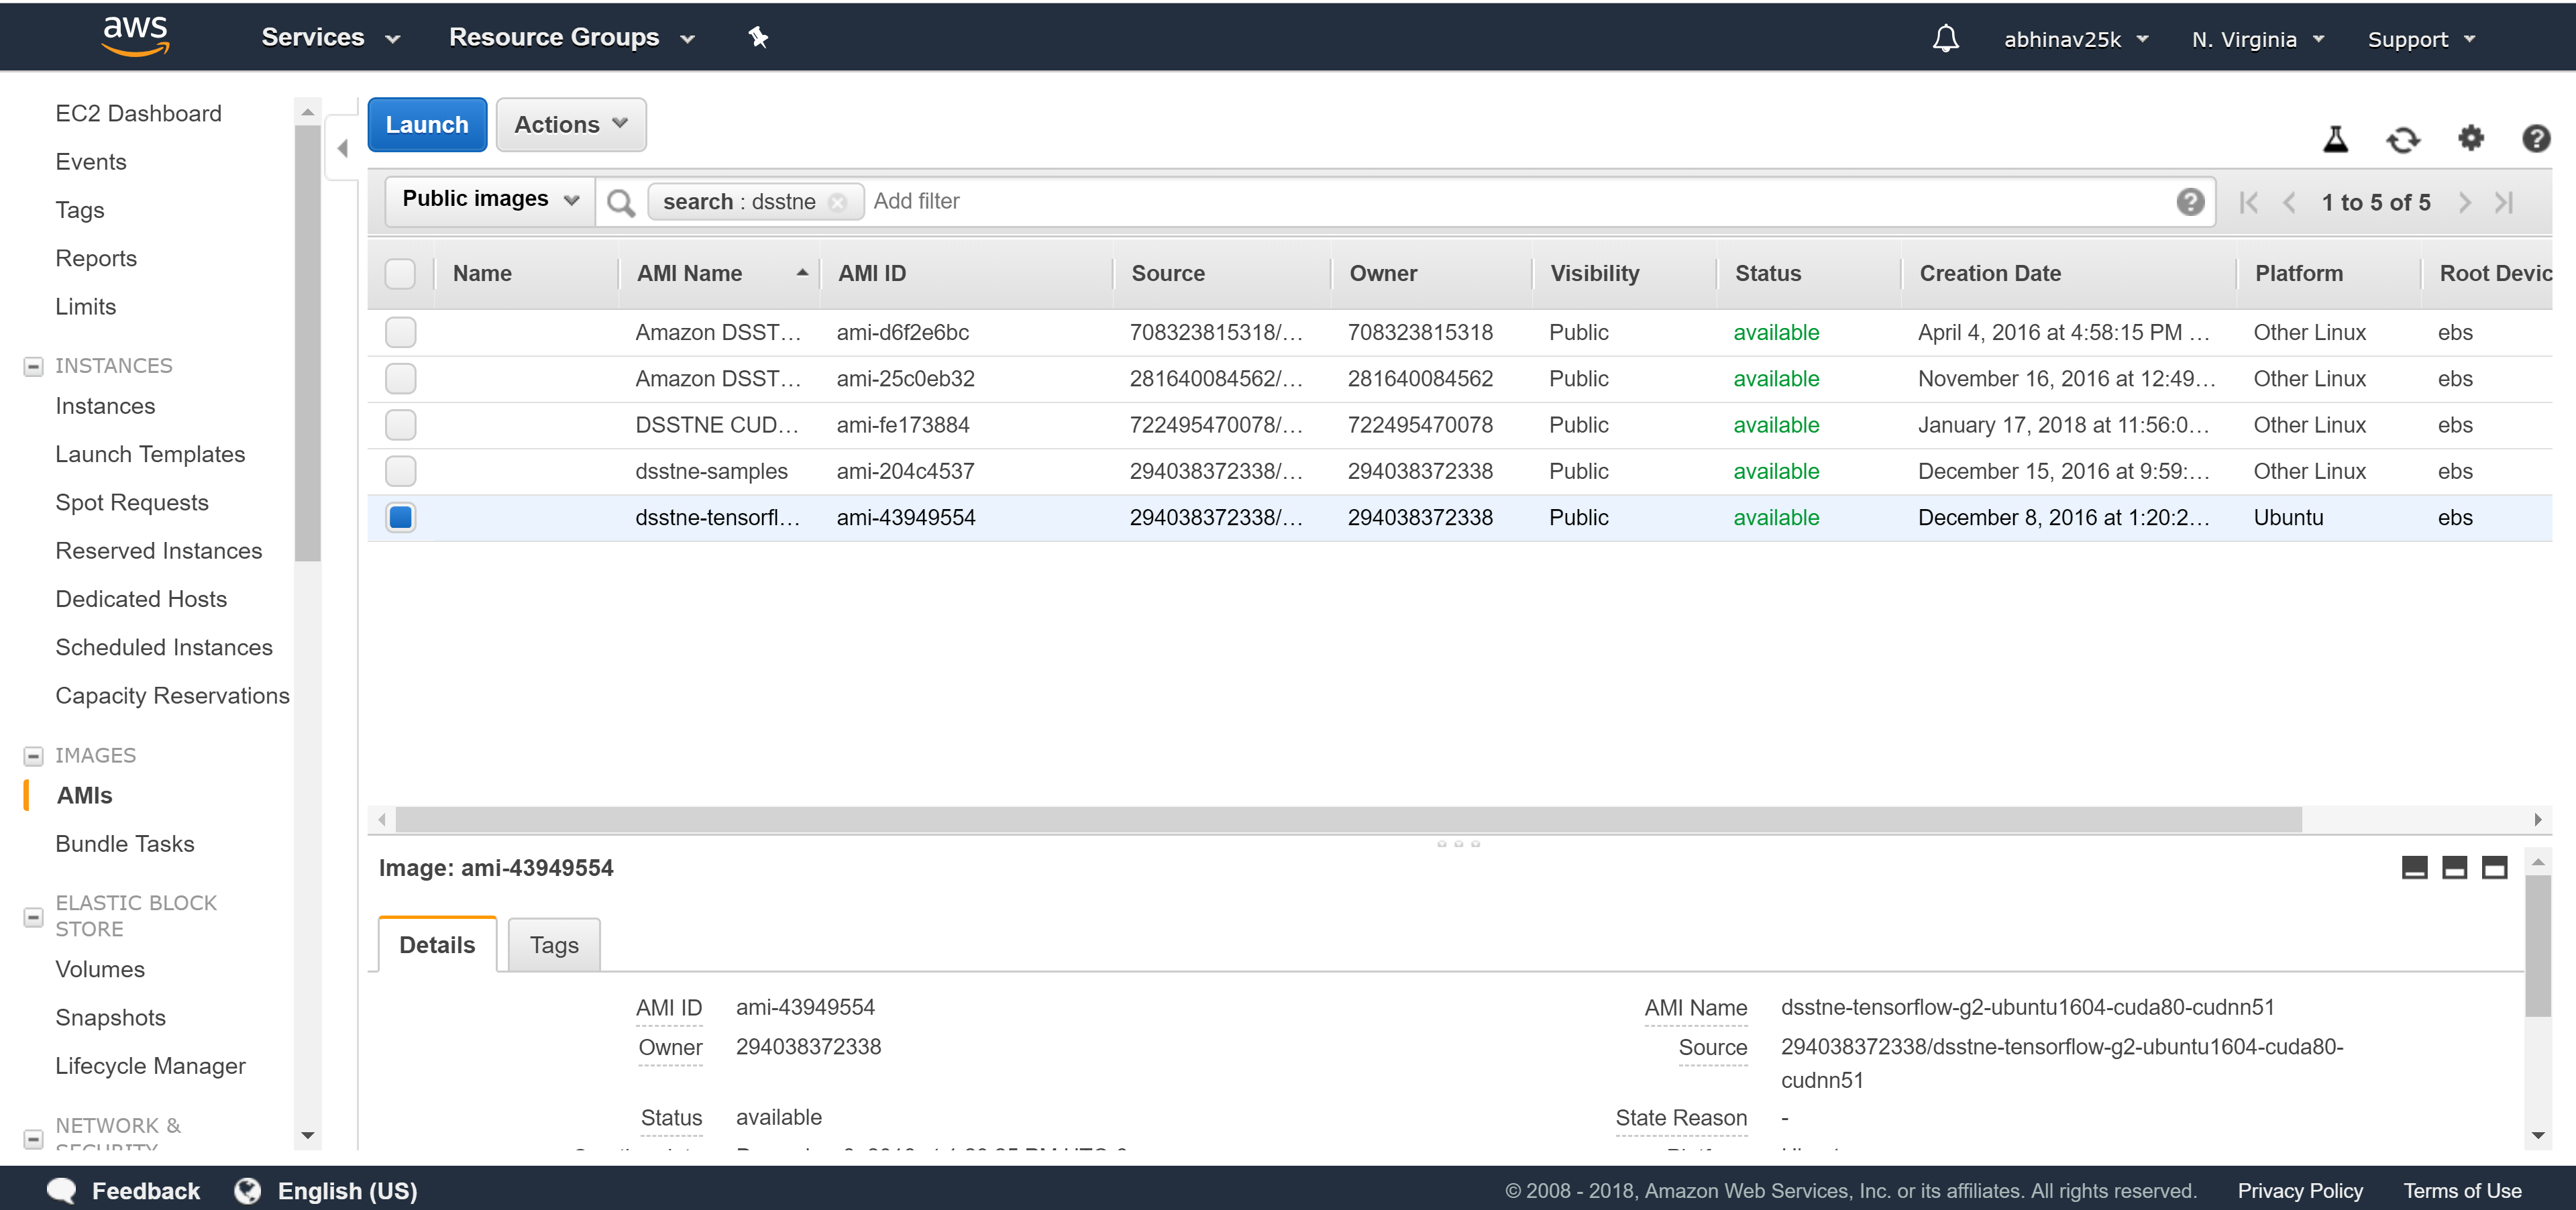 aws
Services
Resource Groups
abhinav25k
N. Virginia
Support
EC2 Dashboard
Events
Tags
Reports
Limits
INSTANCES
Instances
Launch Templates
Spot Requests
Reserved Instances
Dedicated Hosts
Scheduled Instances
Capacity Reservations
IMAGES
AMIs
Bundle Tasks
ELASTIC BLOCK
STORE
Volumes
Snapshots
Lifecycle Manager
NETWORK &
SECURITY
Launch
Actions
Public images
search : dsstne
Add filter
1 to 5 of 5
Name AMI Name AMI ID Source Owner Visibility Status Creation Date Platform Root Devic
Amazon DSST... ami-d6f2e6bc 708323815318/... 708323815318 Public available April 4, 2016 at 4:58:15 PM ... Other Linux ebs
Amazon DSST... ami-25c0eb32 281640084562/... 281640084562 Public available November 16, 2016 at 12:49... Other Linux ebs
DSSTNE CUD... ami-fe173884 722495470078/... 722495470078 Public available January 17, 2018 at 11:56:0... Other Linux ebs
dsstne-samples ami-204c4537 294038372338/... 294038372338 Public available December 15, 2016 at 9:59:... Other Linux ebs
dsstne-tensorfl... ami-43949554 294038372338/... 294038372338 Public available December 8, 2016 at 1:20:2... Ubuntu ebs
Image: ami-43949554
Details
Tags
AMI ID ami-43949554
AMI Name dsstne-tensorflow-g2-ubuntu1604-cuda80-cudnn51
Owner 294038372338
Source 294038372338/dsstne-tensorflow-g2-ubuntu1604-cuda80-
cudnn51
Status available
State Reason -
Feedback
English (US)
© 2008 - 2018, Amazon Web Services, Inc. or its affiliates. All rights reserved.
Privacy Policy
Terms of Use